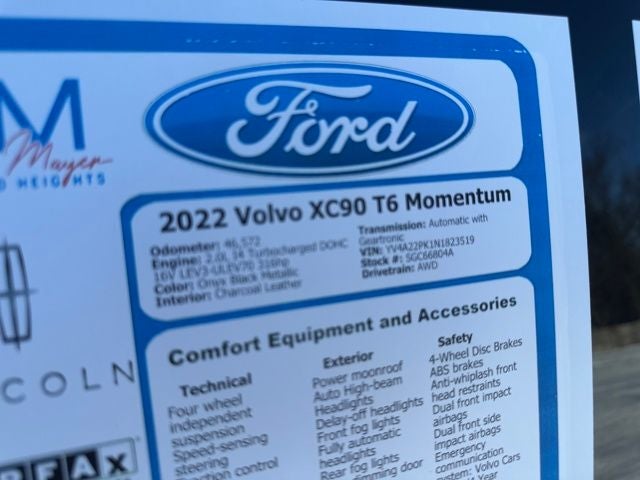 M
Mayer
HEIGHTS
Ford
2022 Volvo XC90 T6 Momentum
Odometer: 46,572
Engine: 2.0L I4 Turbocharged DOHC
16V LEV3-ULEV70 316hp
Color: Onyx Black Metallic
Interior: Charcoal Leather
Transmission: Automatic with
Geartronic
VIN: YV4A22PK1N1823519
Stock #: SGC66804A
Drivetrain: AWD
COLN
FAX
Comfort Equipment and Accessories
Technical
Four wheel
independent
suspension
Speed-sensing
steering
control
Exterior
Power moonroof
Auto High-beam
Headlights
Delay-off headlights
Front fog lights
Fully automatic
headlights
Rear fog lights
door
Safety
4-Wheel Disc Brakes
ABS brakes
Anti-whiplash front
head restraints
Dual front impact
airbags
Dual front side
impact airbags
Emergency
communication
system: Volvo Cars
Year